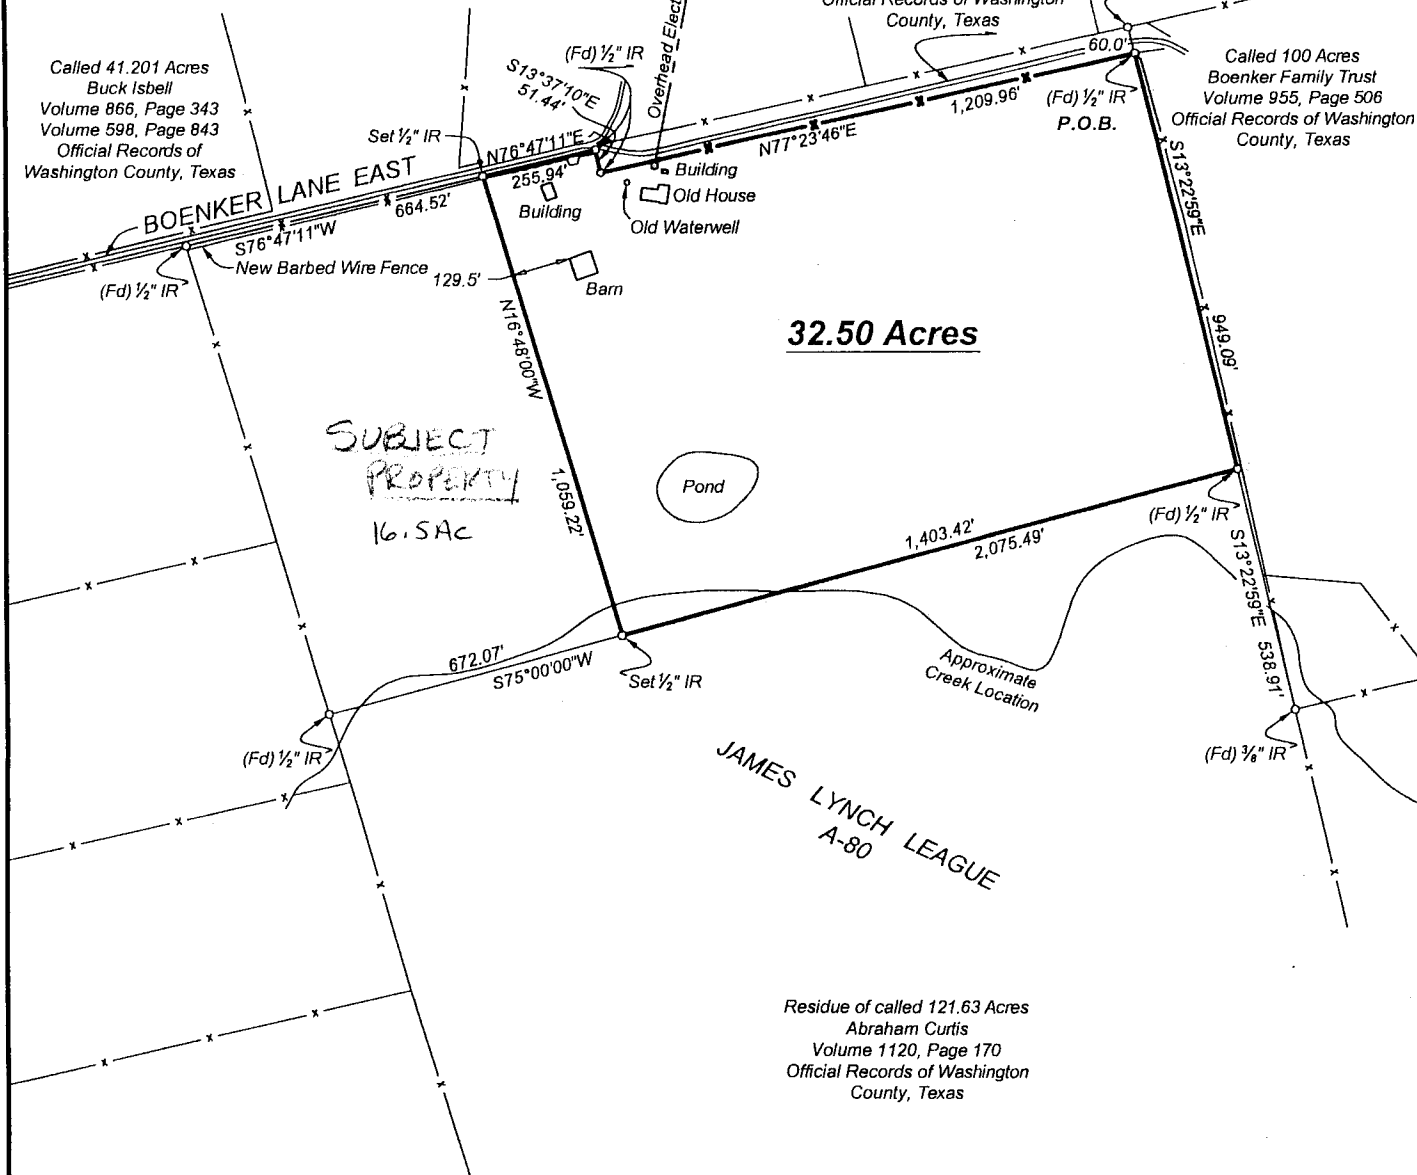 Official Records of Washington
County, Texas
Called 41.201 Acres
Buck Isbell
Volume 866, Page 343
Volume 598, Page 843
Official Records of
Washington County, Texas
(Fd) ½" IR
S13°37'10"E
51.44'
Overhead Elect
60.0'
Called 100 Acres
Boenker Family Trust
Volume 955, Page 506
Official Records of Washington
County, Texas
(Fd) ½" IR
P.O.B.
1,209.96'
N77°23'46"E
Set ½" IR
N76°47'11"E
255.94'
Building
Building
Old House
Old Waterwell
BOENKER LANE EAST
664.52'
S76°47'11"W
New Barbed Wire Fence
(Fd) ½" IR
129.5'
Barn
S13°22'59"E
949.09'
32.50 Acres
N16°48'00"W
1,059.22'
SUBJECT
PROPERTY
16.5AC
Pond
1,403.42'
2,075.49'
(Fd) ½" IR
S13°22'59"E
538.91'
672.07'
S75°00'00"W
Set ½" IR
Approximate
Creek Location
(Fd) ½" IR
(Fd) ⅜" IR
JAMES LYNCH LEAGUE
A-80
Residue of called 121.63 Acres
Abraham Curtis
Volume 1120, Page 170
Official Records of Washington
County, Texas